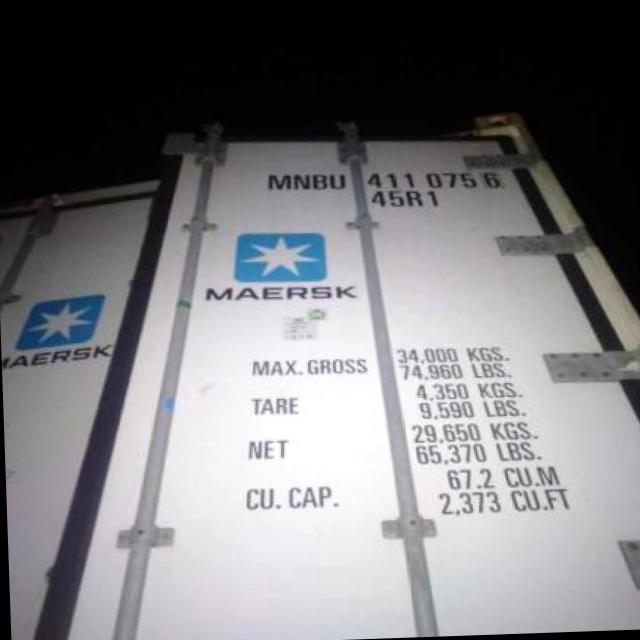 MNBU 411 075 6
45R1
MAERSK
MAERSK
MAX. GROSS 34,000 KGS.
74,960 LBS.
TARE 4,350 KGS.
9,590 LBS.
NET 29,650 KGS.
65,370 LBS.
CU. CAP. 67.2 CU.M
2,373 CU.FT